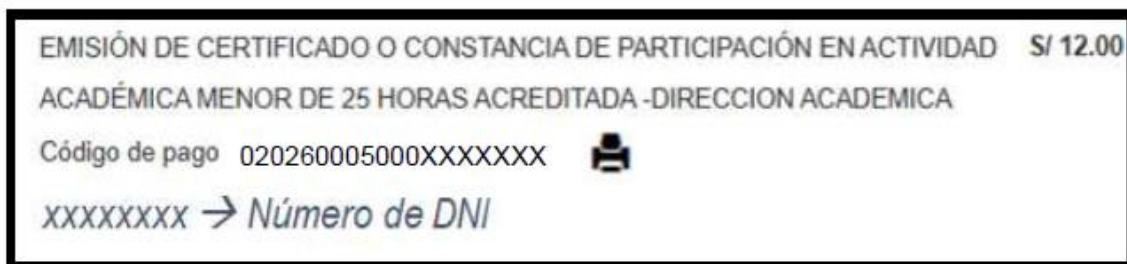 EMISIÓN DE CERTIFICADO O CONSTANCIA DE PARTICIPACIÓN EN ACTIVIDAD S/ 12.00
ACADÉMICA MENOR DE 25 HORAS ACREDITADA -DIRECCION ACADEMICA
Código de pago 020260005000XXXXXXX
xxxxxxxx → Número de DNI